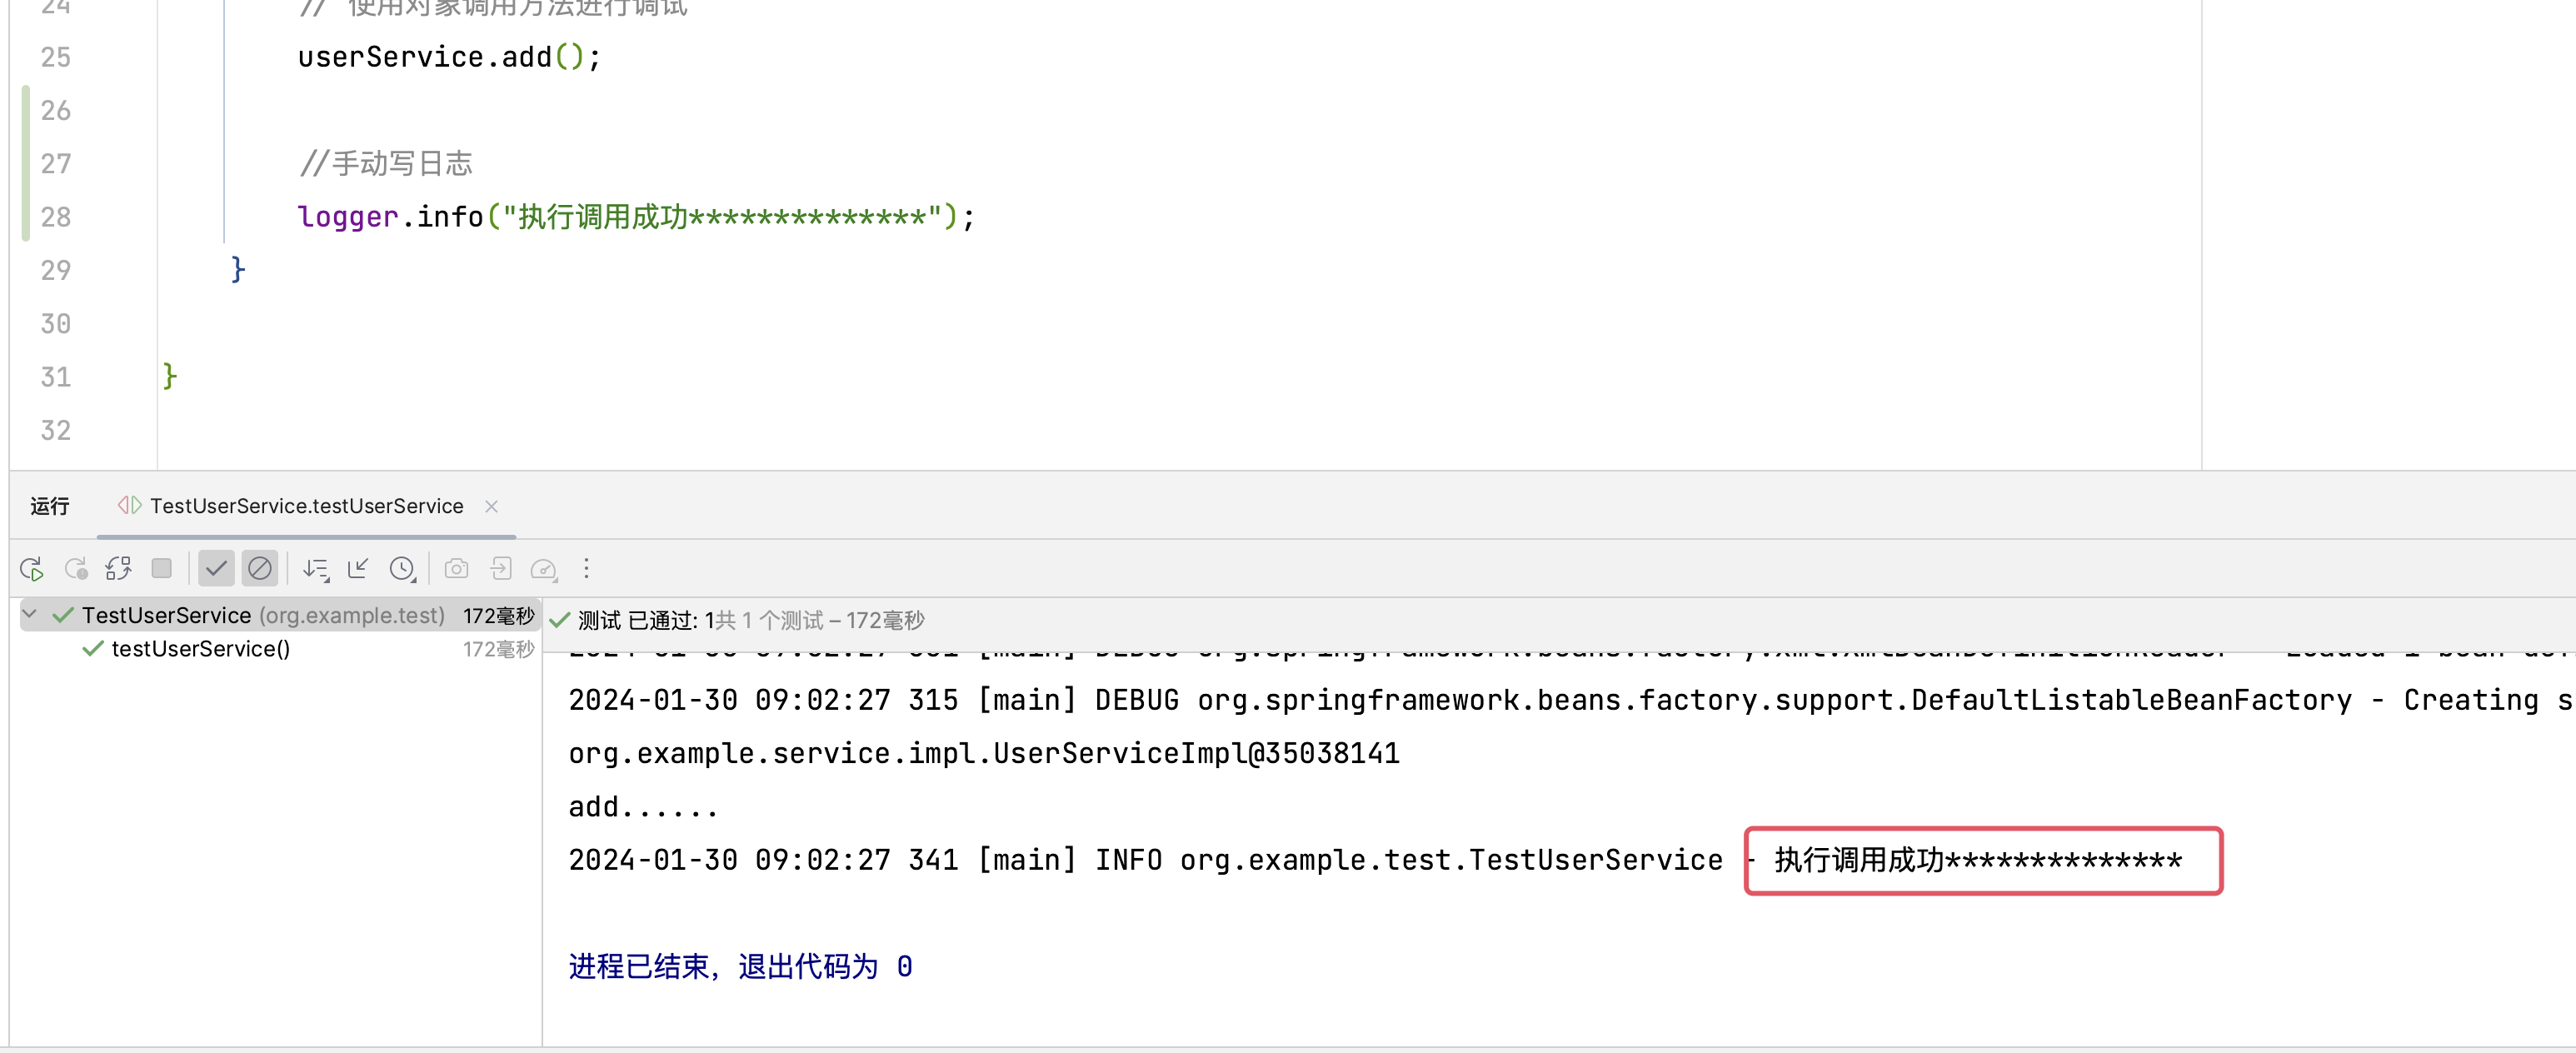 24 // 使用对象调用方法进行调试
25 userService.add();
26
27 //手动写日志
28 logger.info("执行调用成功**************");
29 }
30
31 }
32
运行 TestUserService.testUserService
TestUserService (org.example.test) 172毫秒
testUserService() 172毫秒
测试 已通过: 1共 1 个测试 – 172毫秒
2024-01-30 09:02:27 315 [main] DEBUG org.springframework.beans.factory.support.DefaultListableBeanFactory - Creating s
org.example.service.impl.UserServiceImpl@35038141
add......
2024-01-30 09:02:27 341 [main] INFO org.example.test.TestUserService - 执行调用成功**************
进程已结束，退出代码为 0